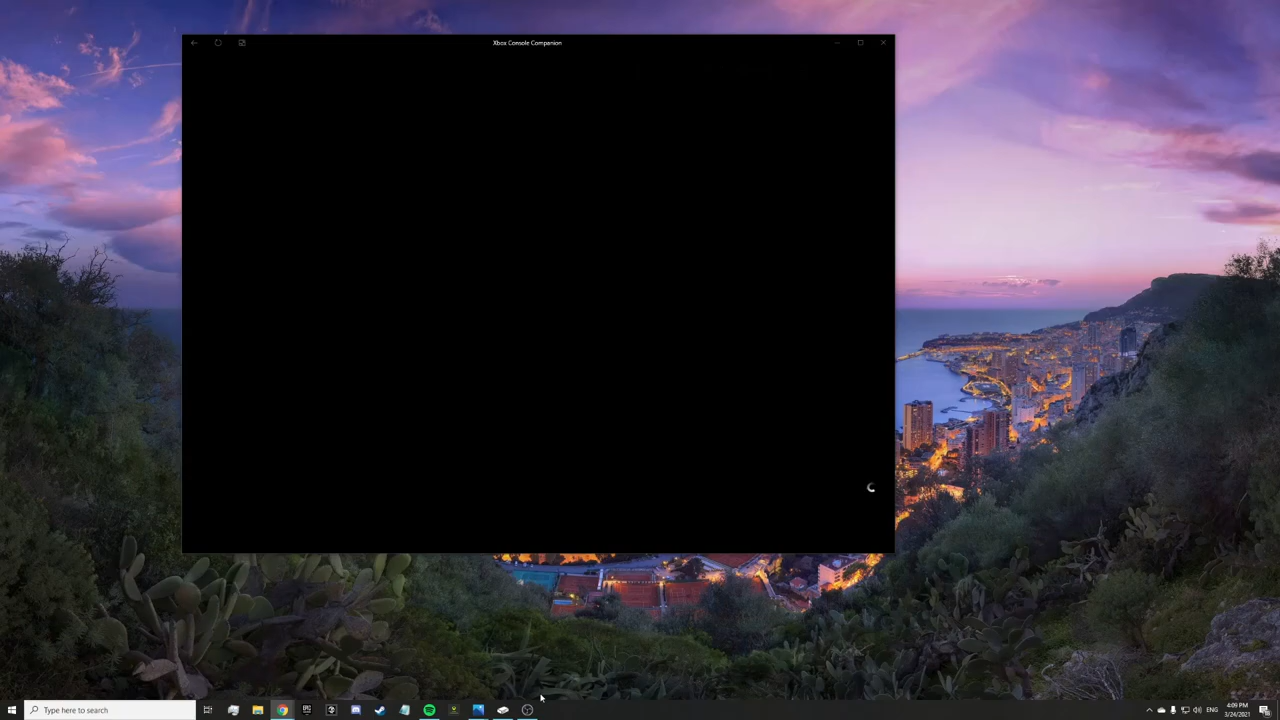 Xbox Console Companion
Type here to search
ENG
4:09 PM
3/24/2021